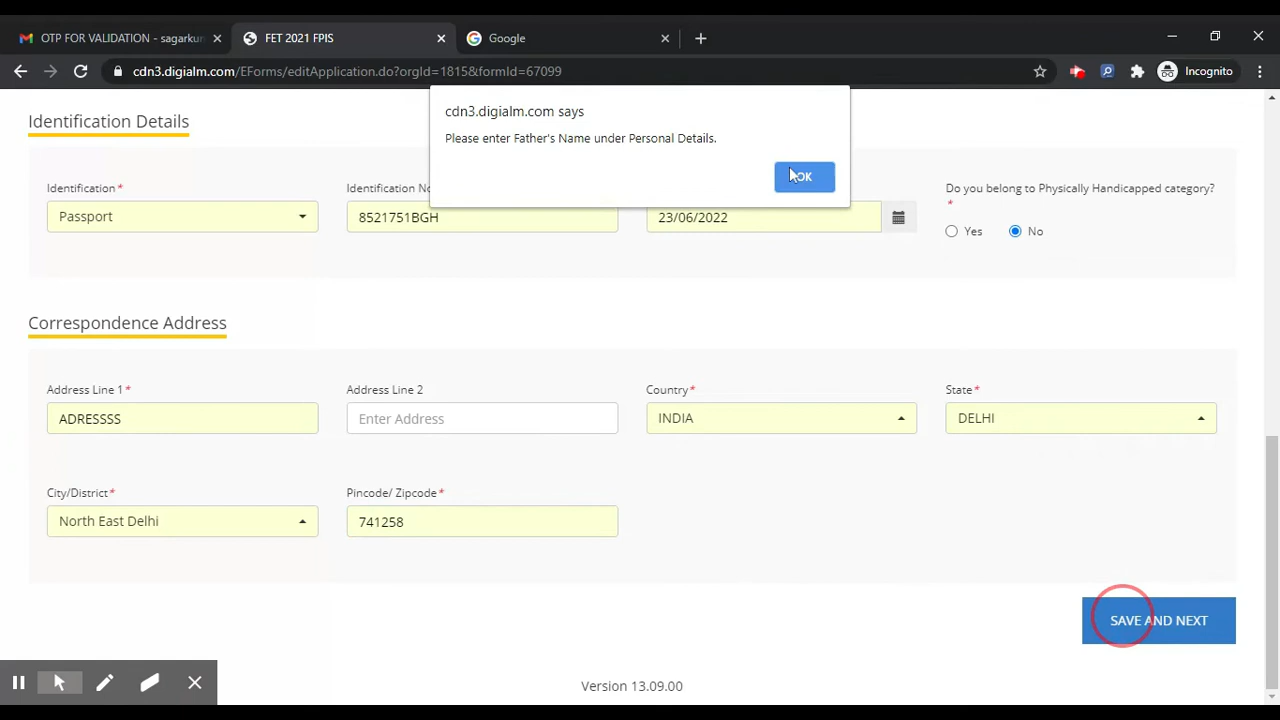 OTP FOR VALIDATION - sagarkur
FET 2021 FPIS
Google
cdn3.digialm.com/EForms/editApplication.do?orgId=1815&formId=67099
Incognito
cdn3.digialm.com says
Please enter Father's Name under Personal Details.
OK
Identification Details
Identification*
Identification No
Do you belong to Physically Handicapped category?
*
Passport
8521751BGH
23/06/2022
Yes
No
Correspondence Address
Address Line 1*
Address Line 2
Country*
State*
ADRESSSS
Enter Address
INDIA
DELHI
City/District*
Pincode/ Zipcode*
North East Delhi
741258
SAVE AND NEXT
Version 13.09.00